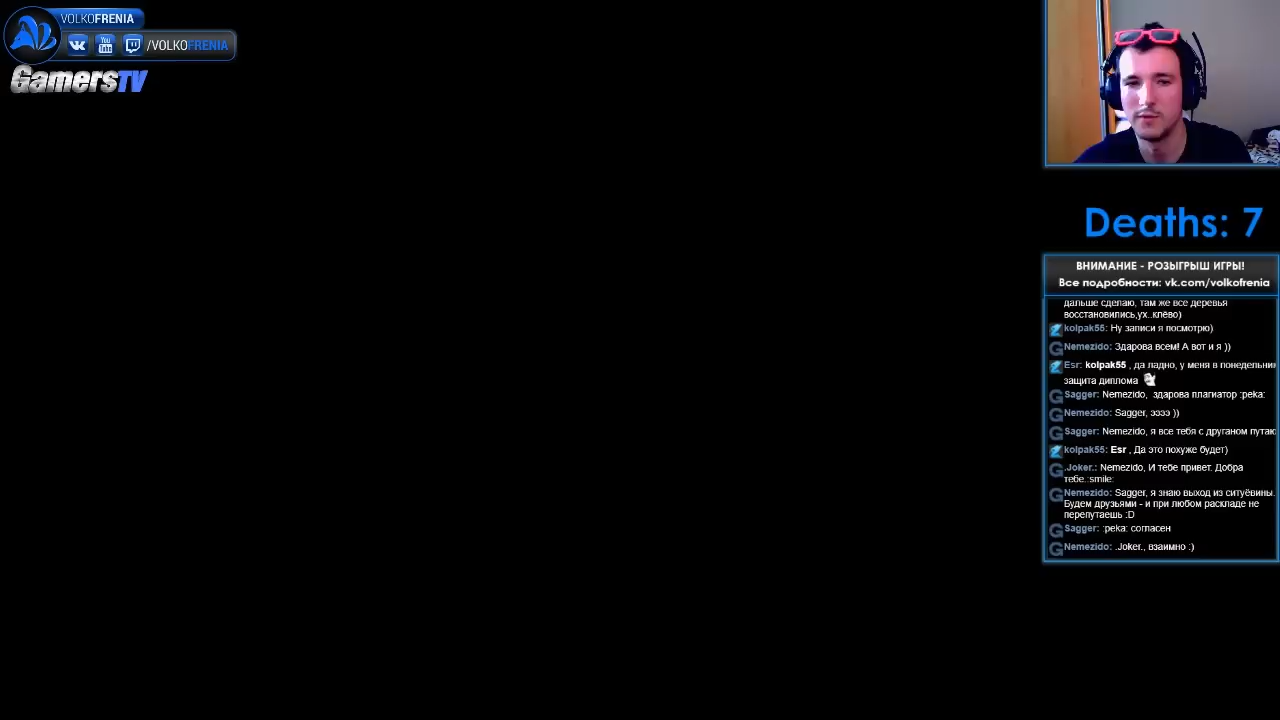 VOLKOFRENIA
You Tube /VOLKOFRENIA
GAMERSTV
Deaths: 7
ВНИМАНИЕ - РОЗЫГРЫШ ИГРЫ!
Все подробности: vk.com/volkofrenia
дальше сделаю, там же все деревья
восстановились,ух..клёво)
kolpak55: Ну записи я посмотрю)
Nemezido: Здарова всем! А вот и я ))
Esr: kolpak55 , да ладно, у меня в понедельник
защита диплома
Sagger: Nemezido, здарова плагиатор :peka:
Nemezido: Sagger, ээээ ))
Sagger: Nemezido, я все тебя с друганом путаю
kolpak55: Esr , Да это похуже будет)
.Joker.: Nemezido, И тебе привет. Добра
тебе.:smile:
Nemezido: Sagger, я знаю выход из ситуёвины.
Будем друзьями - и при любом раскладе не
перепутаешь :D
Sagger: :peka: согласен
Nemezido: .Joker., взаимно :)